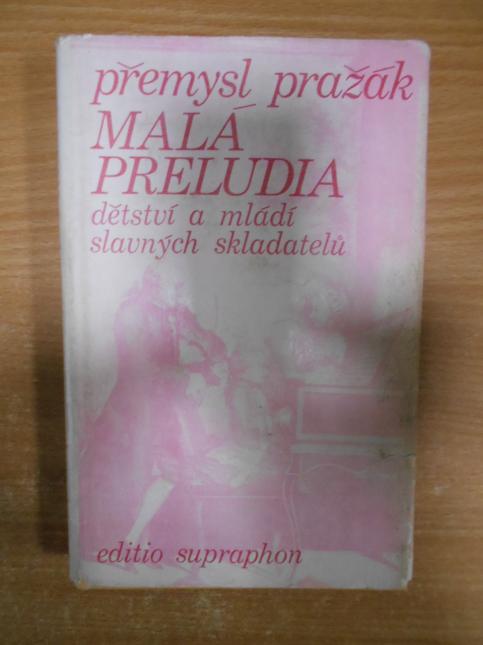 přemysl pražák
MALÁ
PRELUDIA
dětství a mládí
slavných skladatelů
editio supraphon